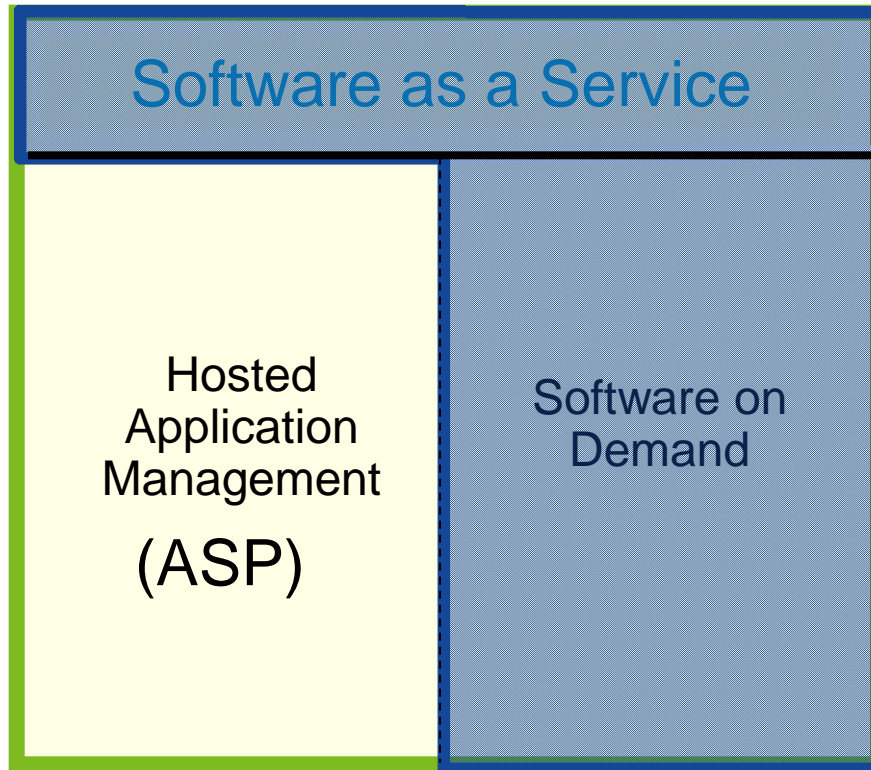 Software as a Service
Hosted
Application
Management
(ASP)
Software on
Demand